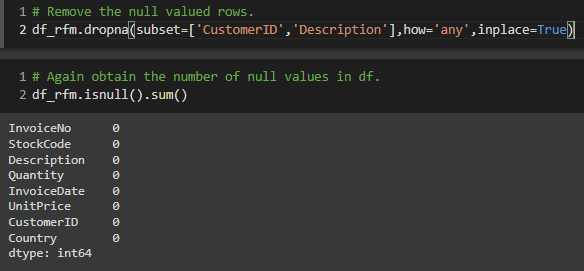 1 # Remove the null valued rows.
2 df_rfm.dropna(subset=['CustomerID','Description'],how='any',inplace=True)
1 # Again obtain the number of null values in df.
2 df_rfm.isnull().sum()
InvoiceNo 0
StockCode 0
Description 0
Quantity 0
InvoiceDate 0
UnitPrice 0
CustomerID 0
Country 0
dtype: int64